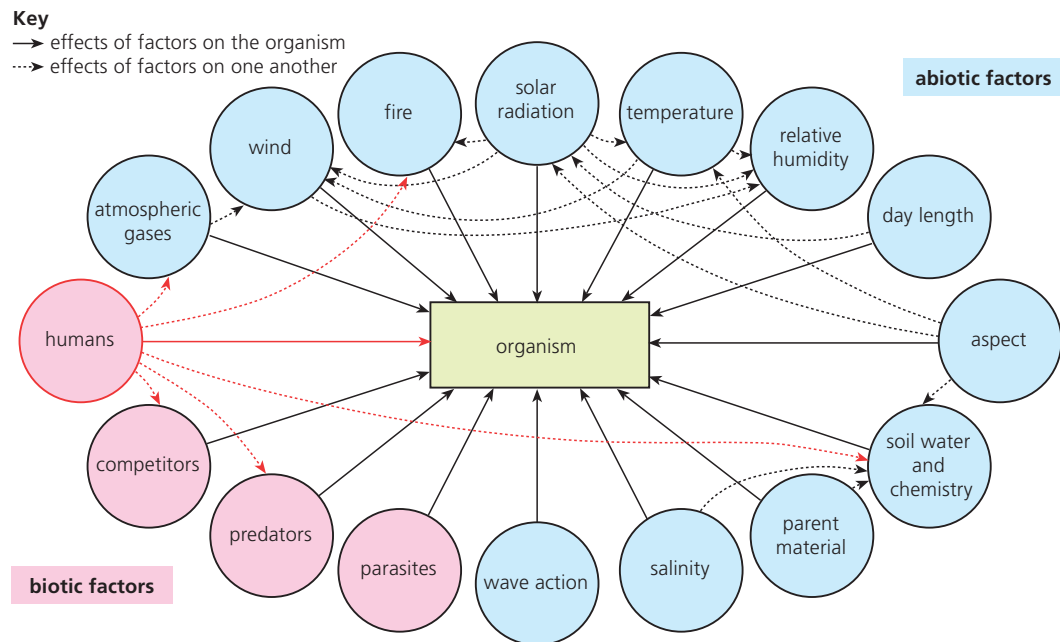 Key
effects of factors on the organism
effects of factors on one another
abiotic factors
solar
radiation
fire
temperature
wind
relative
humidity
atmospheric
gases
day length
humans
organism
aspect
competitors
soil water
and
chemistry
predators
parent
material
parasites
wave action
salinity
biotic factors